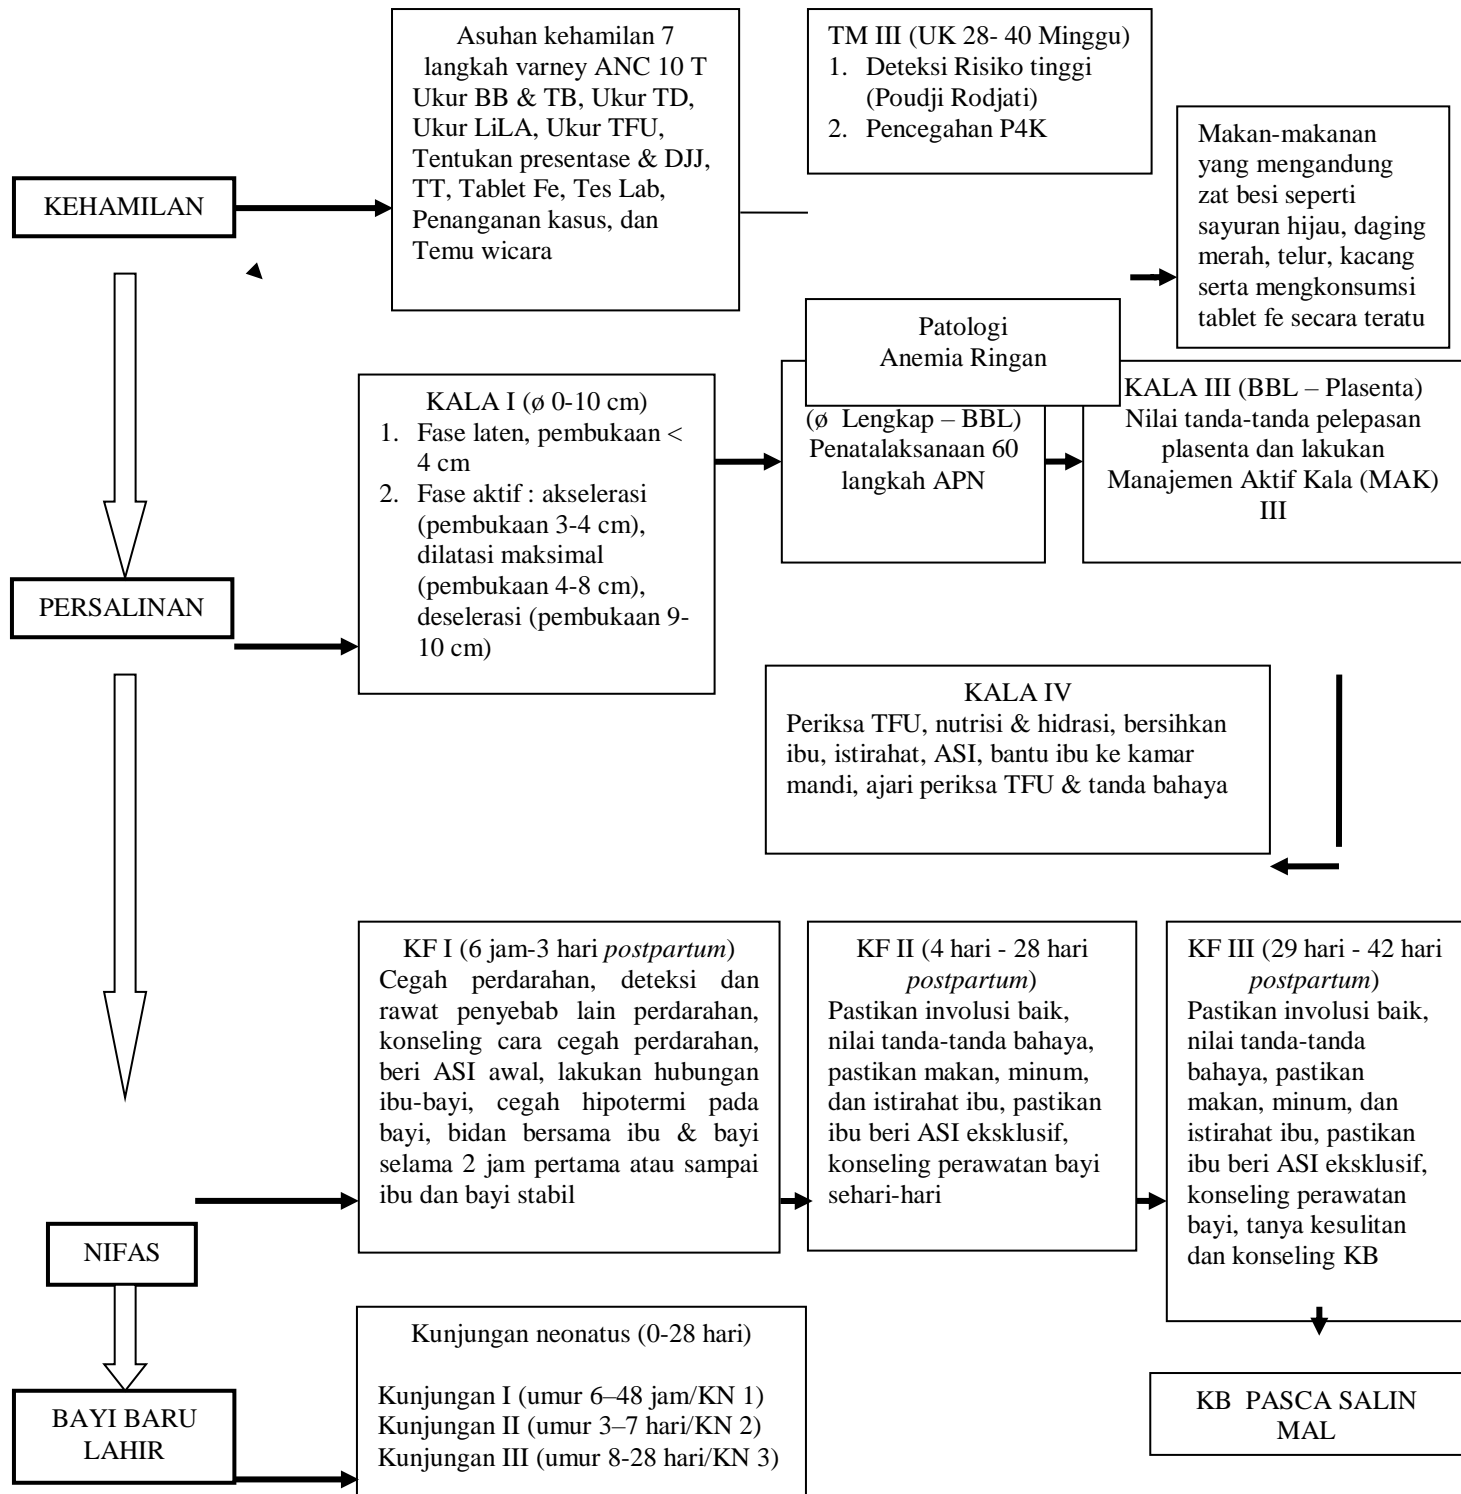 Asuhan kehamilan 7
langkah varney ANC 10 T
Ukur BB & TB, Ukur TD,
Ukur LiLA, Ukur TFU,
Tentukan presentase & DJJ,
TT, Tablet Fe, Tes Lab,
Penanganan kasus, dan
Temu wicara
TM III (UK 28- 40 Minggu)
1. Deteksi Risiko tinggi
(Poudji Rodjati)
2. Pencegahan P4K
Makan-makanan
yang mengandung
zat besi seperti
sayuran hijau, daging
merah, telur, kacang
serta mengkonsumsi
tablet fe secara teratu
KEHAMILAN
Patologi
Anemia Ringan
KALA I (ø 0-10 cm)
1. Fase laten, pembukaan <
4 cm
2. Fase aktif : akselerasi
(pembukaan 3-4 cm),
dilatasi maksimal
(pembukaan 4-8 cm),
deselerasi (pembukaan 9-
10 cm)
(ø Lengkap – BBL)
Penatalaksanaan 60
langkah APN
KALA III (BBL – Plasenta)
Nilai tanda-tanda pelepasan
plasenta dan lakukan
Manajemen Aktif Kala (MAK)
III
PERSALINAN
KALA IV
Periksa TFU, nutrisi & hidrasi, bersihkan
ibu, istirahat, ASI, bantu ibu ke kamar
mandi, ajari periksa TFU & tanda bahaya
KF I (6 jam-3 hari postpartum)
Cegah perdarahan, deteksi dan
rawat penyebab lain perdarahan,
konseling cara cegah perdarahan,
beri ASI awal, lakukan hubungan
ibu-bayi, cegah hipotermi pada
bayi, bidan bersama ibu & bayi
selama 2 jam pertama atau sampai
ibu dan bayi stabil
KF II (4 hari - 28 hari
postpartum)
Pastikan involusi baik,
nilai tanda-tanda bahaya,
pastikan makan, minum,
dan istirahat ibu, pastikan
ibu beri ASI eksklusif,
konseling perawatan bayi
sehari-hari
KF III (29 hari - 42 hari
postpartum)
Pastikan involusi baik,
nilai tanda-tanda
bahaya, pastikan
makan, minum, dan
istirahat ibu, pastikan
ibu beri ASI eksklusif,
konseling perawatan
bayi, tanya kesulitan
dan konseling KB
NIFAS
Kunjungan neonatus (0-28 hari)
Kunjungan I (umur 6–48 jam/KN 1)
Kunjungan II (umur 3–7 hari/KN 2)
Kunjungan III (umur 8-28 hari/KN 3)
BAYI BARU
LAHIR
KB PASCA SALIN
MAL